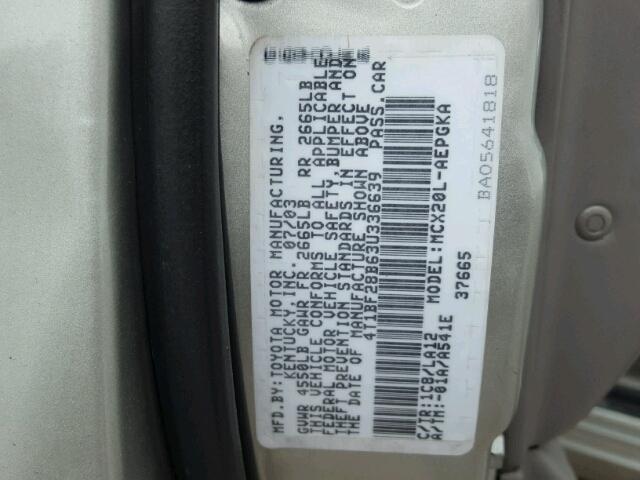 MFD.BY:TOYOTA MOTOR MANUFACTURING,
KENTUCKY,INC. 07/03
GVWR 4550LB GAWR FR 2665LB RR 2665LB
THIS VEHICLE CONFORMS TO ALL APPLICABLE
FEDERAL MOTOR VEHICLE SAFETY,BUMPER AND
THEFT PREVENTION STANDARDS IN EFFECT ON
THE DATE OF MANUFACTURE SHOWN ABOVE
4T1BF28B63U336639 PASS.CAR
C/TR:1C8/LA12 MODEL:MCX20L-AEPGKA
A/TM:-01A/A541E 37665
BA05641818